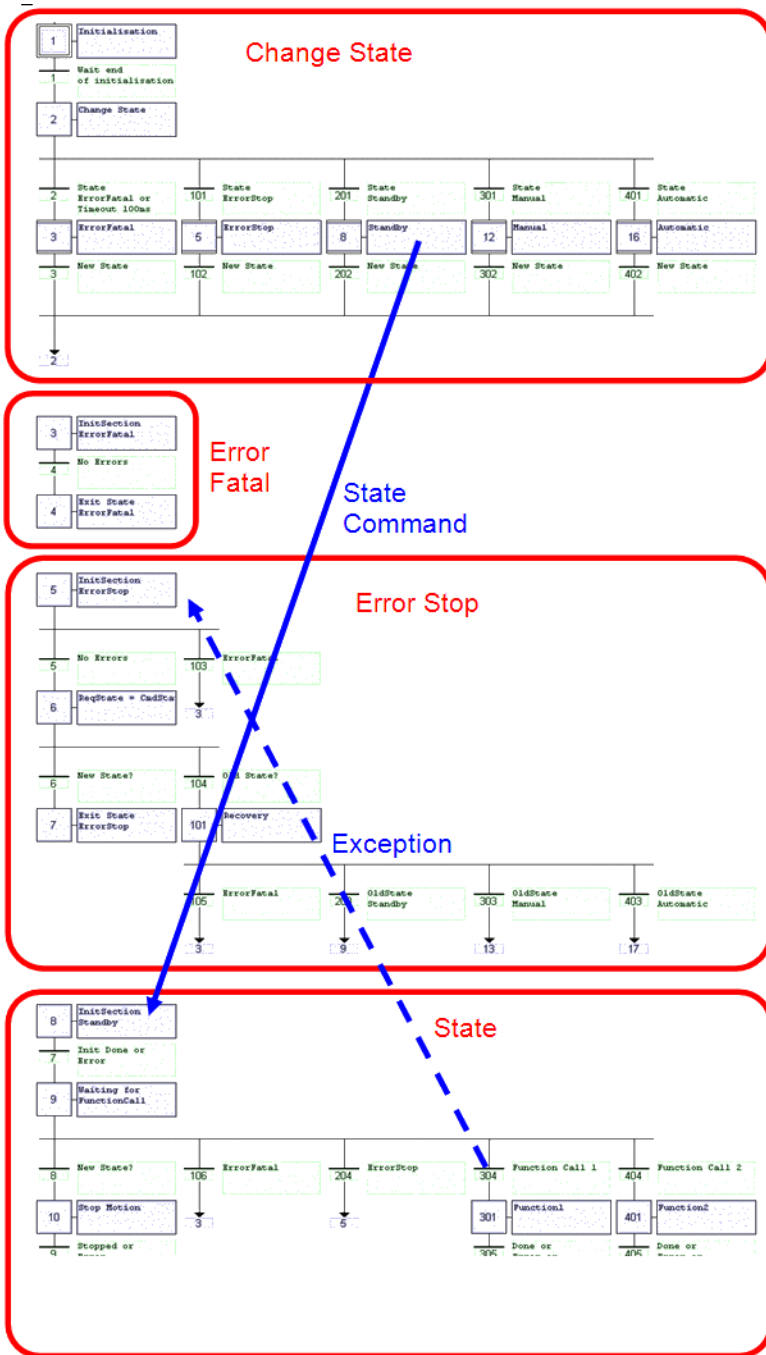 Change State
1
Initialisation
1
Wait end
of initialisation
2
Change State
2
State
ErrorFatal or
Timeout 100ms
101
State
ErrorStop
201
State
Standby
301
State
Manual
401
State
Automatic
3
ErrorFatal
5
ErrorStop
8
Standby
12
Manual
16
Automatic
3
New State
102
New State
202
New State
302
New State
402
New State
2
Error
Fatal
3
InitSection
ErrorFatal
4
No Errors
4
Exit State
ErrorFatal
State
Command
Error Stop
5
InitSection
ErrorStop
5
No Errors
103
ErrorFatal
6
ReqState = CmdSta
3
6
New State?
104
Old State?
7
Exit State
ErrorStop
101
Recovery
Exception
105
ErrorFatal
OldState
Standby
303
OldState
Manual
403
OldState
Automatic
3
9
13
17
State
8
InitSection
Standby
7
Init Done or
Error
9
Waiting for
FunctionCall
8
New State?
106
ErrorFatal
204
ErrorStop
304
Function Call 1
404
Function Call 2
10
Stop Motion
3
5
301
Function1
401
Function2
9
Stopped or
305
Done or
405
Done or